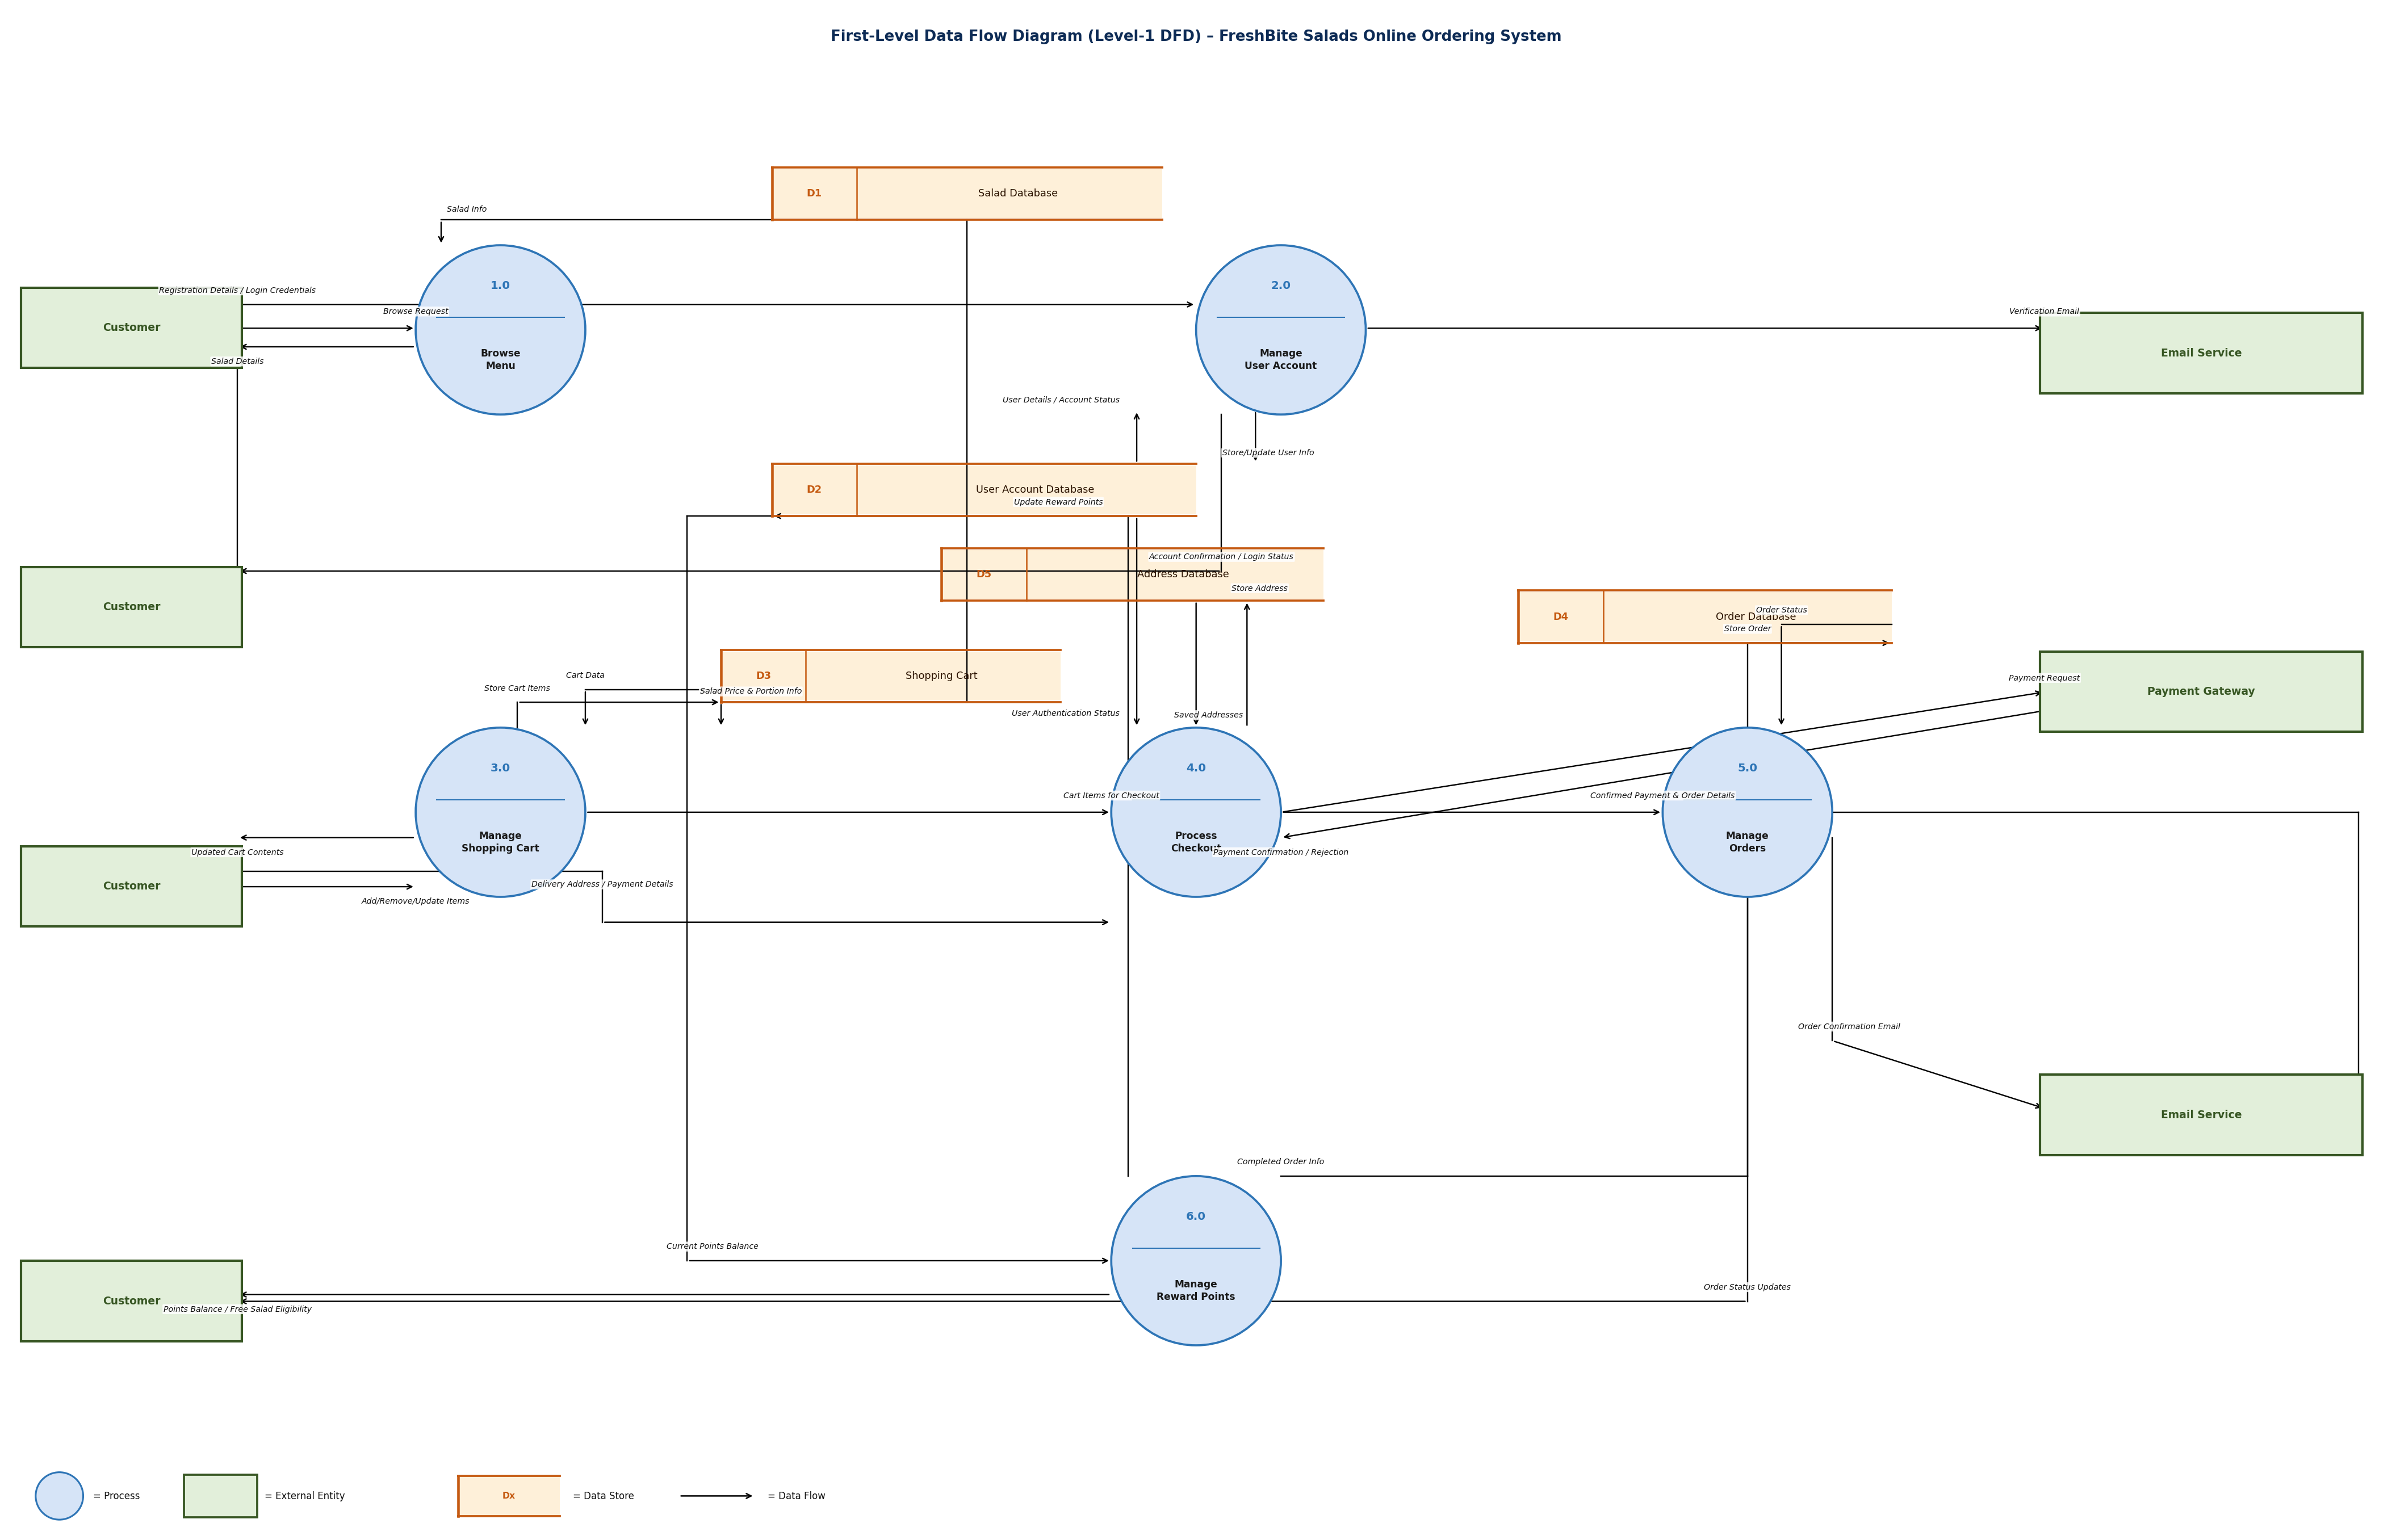 First-Level Data Flow Diagram (Level-1 DFD) – FreshBite Salads Online Ordering System
D1
Salad Database
Salad Info
1.0
2.0
Registration Details / Login Credentials
Browse Request
Verification Email
Customer
Browse
Menu
Manage
User Account
Email Service
Salad Details
User Details / Account Status
Store/Update User Info
D2
User Account Database
Update Reward Points
Account Confirmation / Login Status
D5
Address Database
Store Address
Customer
D4
Order Database
Order Status
Store Order
D3
Shopping Cart
Cart Data
Store Cart Items
Salad Price & Portion Info
Payment Request
Payment Gateway
User Authentication Status
Saved Addresses
3.0
4.0
5.0
Cart Items for Checkout
Confirmed Payment & Order Details
Manage
Shopping Cart
Process
Checkout
Manage
Orders
Updated Cart Contents
Payment Confirmation / Rejection
Customer
Delivery Address / Payment Details
Add/Remove/Update Items
Order Confirmation Email
Email Service
Completed Order Info
6.0
Current Points Balance
Manage
Reward Points
Order Status Updates
Customer
Points Balance / Free Salad Eligibility
= Process
= External Entity
Dx
= Data Store
= Data Flow